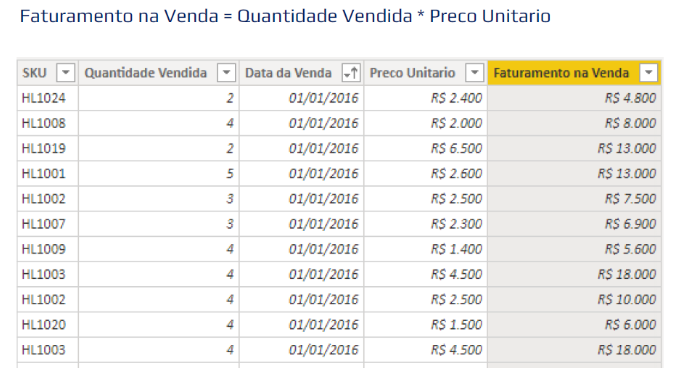 Faturamento na Venda = Quantidade Vendida * Preco Unitario
SKU Quantidade Vendida Data da Venda Preco Unitario Faturamento na Venda
HL1024 2 01/01/2016 R$ 2.400 R$ 4.800
HL1008 4 01/01/2016 R$ 2.000 R$ 8.000
HL1019 2 01/01/2016 R$ 6.500 R$ 13.000
HL1001 5 01/01/2016 R$ 2.600 R$ 13.000
HL1002 3 01/01/2016 R$ 2.500 R$ 7.500
HL1007 3 01/01/2016 R$ 2.300 R$ 6.900
HL1009 4 01/01/2016 R$ 1.400 R$ 5.600
HL1003 4 01/01/2016 R$ 4.500 R$ 18.000
HL1002 4 01/01/2016 R$ 2.500 R$ 10.000
HL1020 4 01/01/2016 R$ 1.500 R$ 6.000
HL1003 4 01/01/2016 R$ 4.500 R$ 18.000